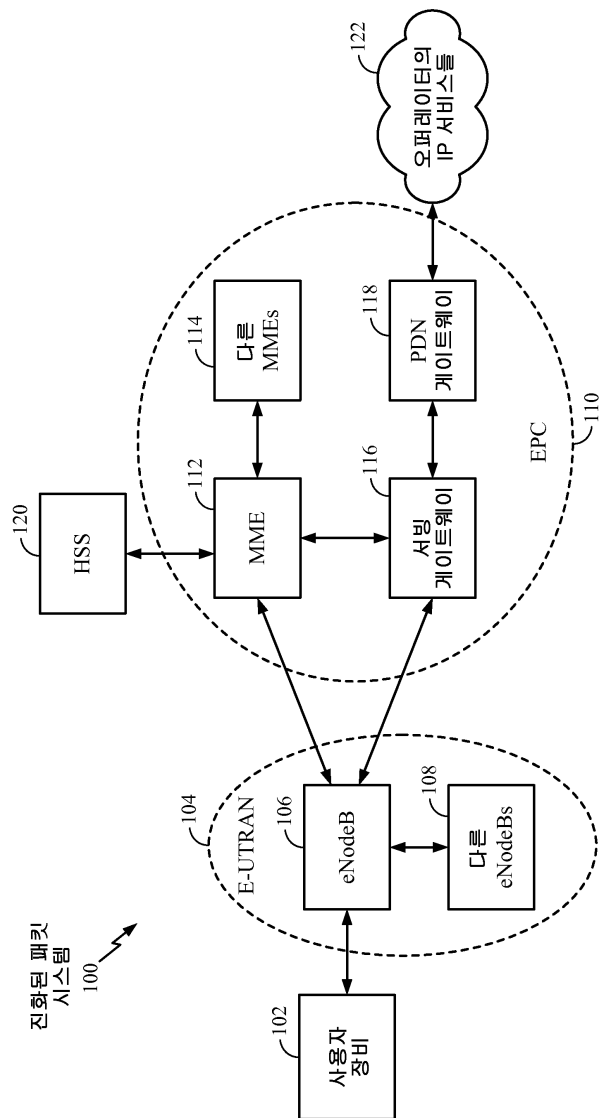 진화된 패킷
시스템
100
102
사용자
장비
104
E-UTRAN
106
eNodeB
108
다른
eNodeBs
120
HSS
112
MME
114
다른
MMEs
116
서빙
게이트웨이
118
PDN
게이트웨이
EPC
110
122
오퍼레이터의
IP 서비스들